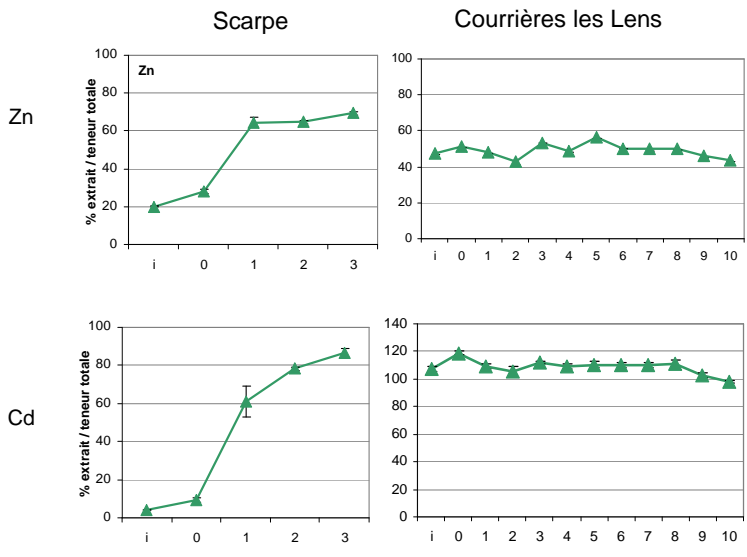 Scarpe
Courrières les Lens
Zn
% extrait / teneur totale
Zn
100
80
60
40
20
0
i 0 1 2 3
100
80
60
40
20
0
i 0 1 2 3 4 5 6 7 8 9 10
Cd
% extrait / teneur totale
100
80
60
40
20
0
i 0 1 2 3
140
120
100
80
60
40
20
0
i 0 1 2 3 4 5 6 7 8 9 10